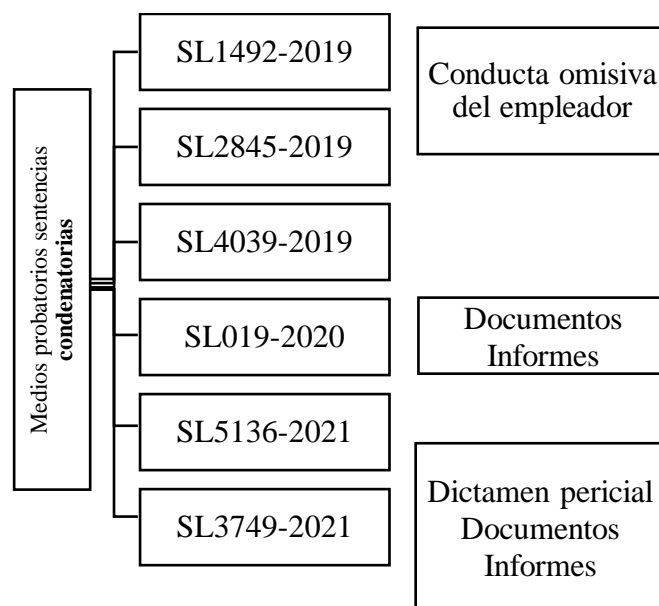 Medios probatorios sentencias
condenatorias
SL1492-2019
SL2845-2019
SL4039-2019
SL019-2020
SL5136-2021
SL3749-2021
Conducta omisiva
del empleador
Documentos
Informes
Dictamen pericial
Documentos
Informes